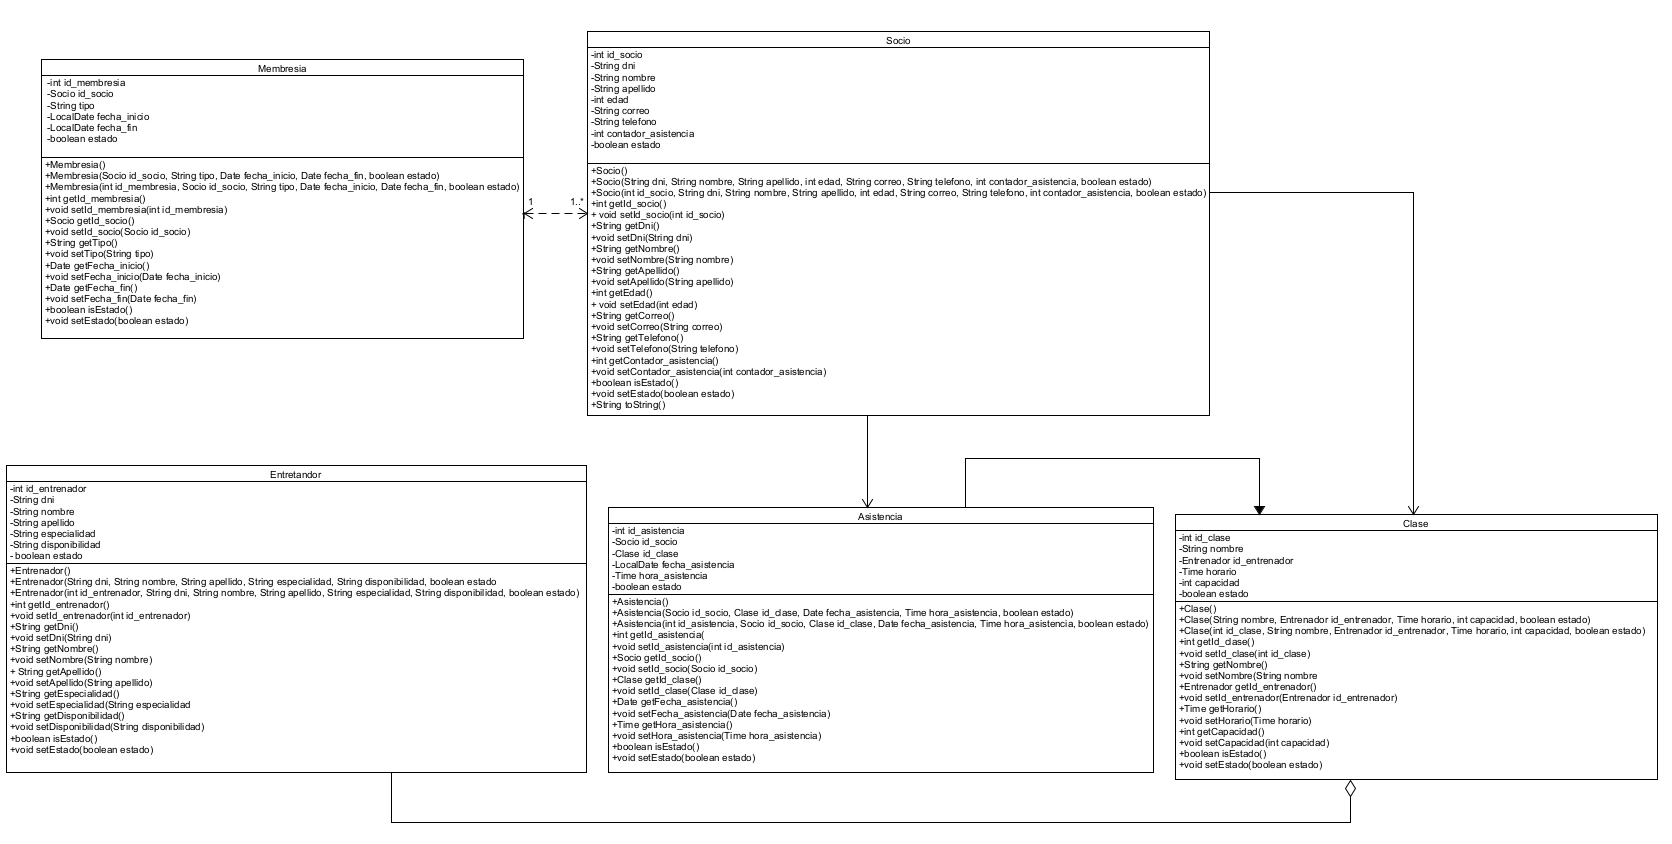 Membresia
-int id_membresia
-Socio id_socio
-String tipo
-LocalDate fecha_inicio
-LocalDate fecha_fin
-boolean estado
+Membresia()
+Membresia(Socio id_socio, String tipo, Date fecha_inicio, Date fecha_fin, boolean estado)
+Membresia(int id_membresia, Socio id_socio, String tipo, Date fecha_inicio, Date fecha_fin, boolean estado)
+int getId_membresia()
+void setId_membresia(int id_membresia)
+Socio getId_socio()
+void setId_socio(Socio id_socio)
+String getTipo()
+void setTipo(String tipo)
+Date getFecha_inicio()
+void setFecha_inicio(Date fecha_inicio)
+Date getFecha_fin()
+void setFecha_fin(Date fecha_fin)
+boolean isEstado()
+void setEstado(boolean estado)
1
1..*
Socio
-int id_socio
-String dni
-String nombre
-String apellido
-int edad
-String correo
-String telefono
-int contador_asistencia
-boolean estado
+Socio()
+Socio(String dni, String nombre, String apellido, int edad, String correo, String telefono, int contador_asistencia, boolean estado)
+Socio(int id_socio, String dni, String nombre, String apellido, int edad, String correo, String telefono, int contador_asistencia, boolean estado)
+int getId_socio()
+ void setId_socio(int id_socio)
+String getDni()
+void setDni(String dni)
+String getNombre()
+void setNombre(String nombre)
+String getApellido()
+void setApellido(String apellido)
+int getEdad()
+ void setEdad(int edad)
+String getCorreo()
+void setCorreo(String correo)
+String getTelefono()
+void setTelefono(String telefono)
+int getContador_asistencia()
+void setContador_asistencia(int contador_asistencia)
+boolean isEstado()
+void setEstado(boolean estado)
+String toString()
Entretandor
-int id_entrenador
-String dni
-String nombre
-String apellido
-String especialidad
-String disponibilidad
- boolean estado
+Entrenador()
+Entrenador(String dni, String nombre, String apellido, String especialidad, String disponibilidad, boolean estado
+Entrenador(int id_entrenador, String dni, String nombre, String apellido, String especialidad, String disponibilidad, boolean estado)
+int getId_entrenador()
+void setId_entrenador(int id_entrenador)
+String getDni()
+void setDni(String dni)
+String getNombre()
+void setNombre(String nombre)
+ String getApellido()
+void setApellido(String apellido)
+String getEspecialidad()
+void setEspecialidad(String especialidad
+String getDisponibilidad()
+void setDisponibilidad(String disponibilidad)
+boolean isEstado()
+void setEstado(boolean estado)
Asistencia
-int id_asistencia
-Socio id_socio
-Clase id_clase
-LocalDate fecha_asistencia
-Time hora_asistencia
-boolean estado
+Asistencia()
+Asistencia(Socio id_socio, Clase id_clase, Date fecha_asistencia, Time hora_asistencia, boolean estado)
+Asistencia(int id_asistencia, Socio id_socio, Clase id_clase, Date fecha_asistencia, Time hora_asistencia, boolean estado)
+int getId_asistencia(
+void setId_asistencia(int id_asistencia)
+Socio getId_socio()
+void setId_socio(Socio id_socio)
+Clase getId_clase()
+void setId_clase(Clase id_clase)
+Date getFecha_asistencia()
+void setFecha_asistencia(Date fecha_asistencia)
+Time getHora_asistencia()
+void setHora_asistencia(Time hora_asistencia)
+boolean isEstado()
+void setEstado(boolean estado)
Clase
-int id_clase
-String nombre
-Entrenador id_entrenador
-Time horario
-int capacidad
-boolean estado
+Clase()
+Clase(String nombre, Entrenador id_entrenador, Time horario, int capacidad, boolean estado)
+Clase(int id_clase, String nombre, Entrenador id_entrenador, Time horario, int capacidad, boolean estado)
+int getId_clase()
+void setId_clase(int id_clase)
+String getNombre()
+void setNombre(String nombre
+Entrenador getId_entrenador()
+void setId_entrenador(Entrenador id_entrenador)
+Time getHorario()
+void setHorario(Time horario)
+int getCapacidad()
+void setCapacidad(int capacidad)
+boolean isEstado()
+void setEstado(boolean estado)